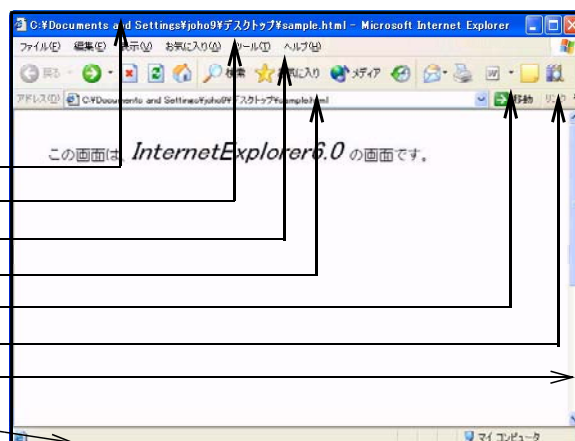 C:¥Documents and Settings¥joho9¥デスクトップ¥sample.html - Microsoft Internet Explorer
ファイル(F) 編集(E) 表示(V) お気に入り(A) ツール(T) ヘルプ(H)
戻る 検索 お気に入り メディア
アドレス(D) C:¥Documents and Settings¥joho9¥デスクトップ¥sample.html 移動 リンク
この画面は、InternetExplorer6.0 の画面です。
マイ コンピュータ